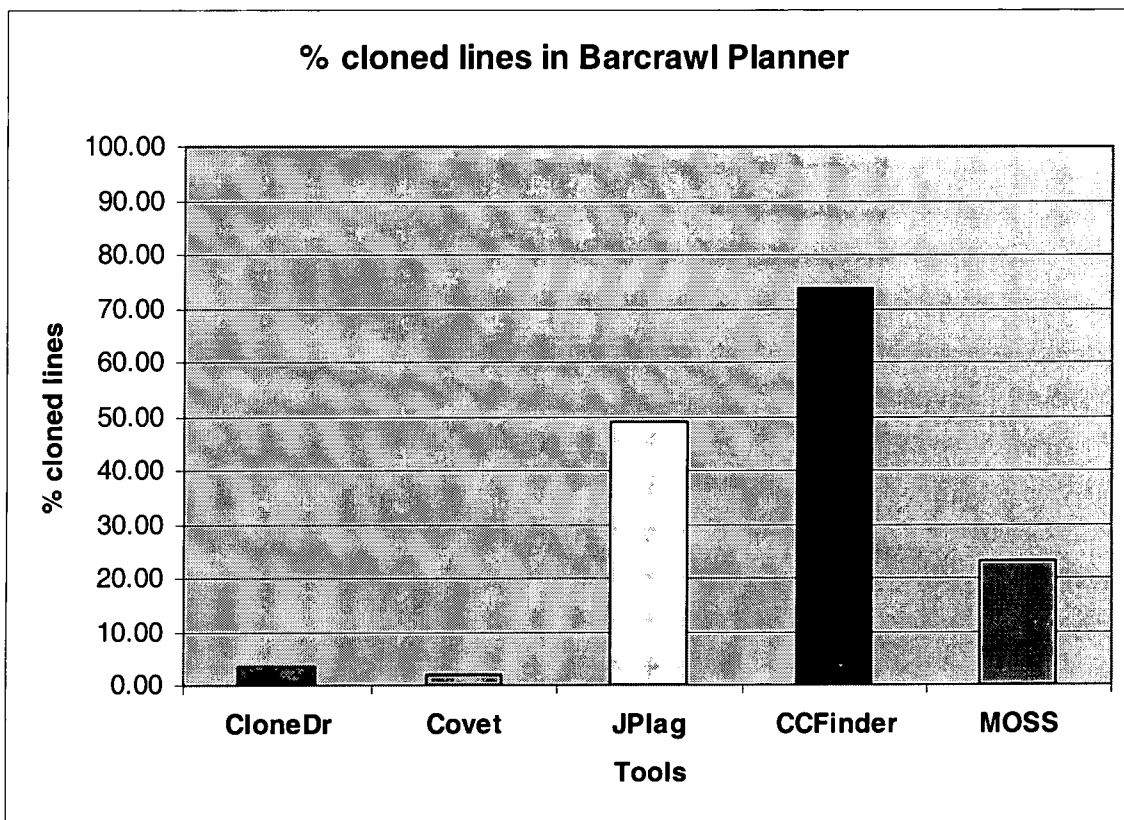 % cloned lines in Barcrawl Planner
100.00
90.00
80.00
70.00
60.00
50.00
40.00
30.00
20.00
10.00
0.00
% cloned lines
CloneDr Covet JPlag CCFinder MOSS
Tools